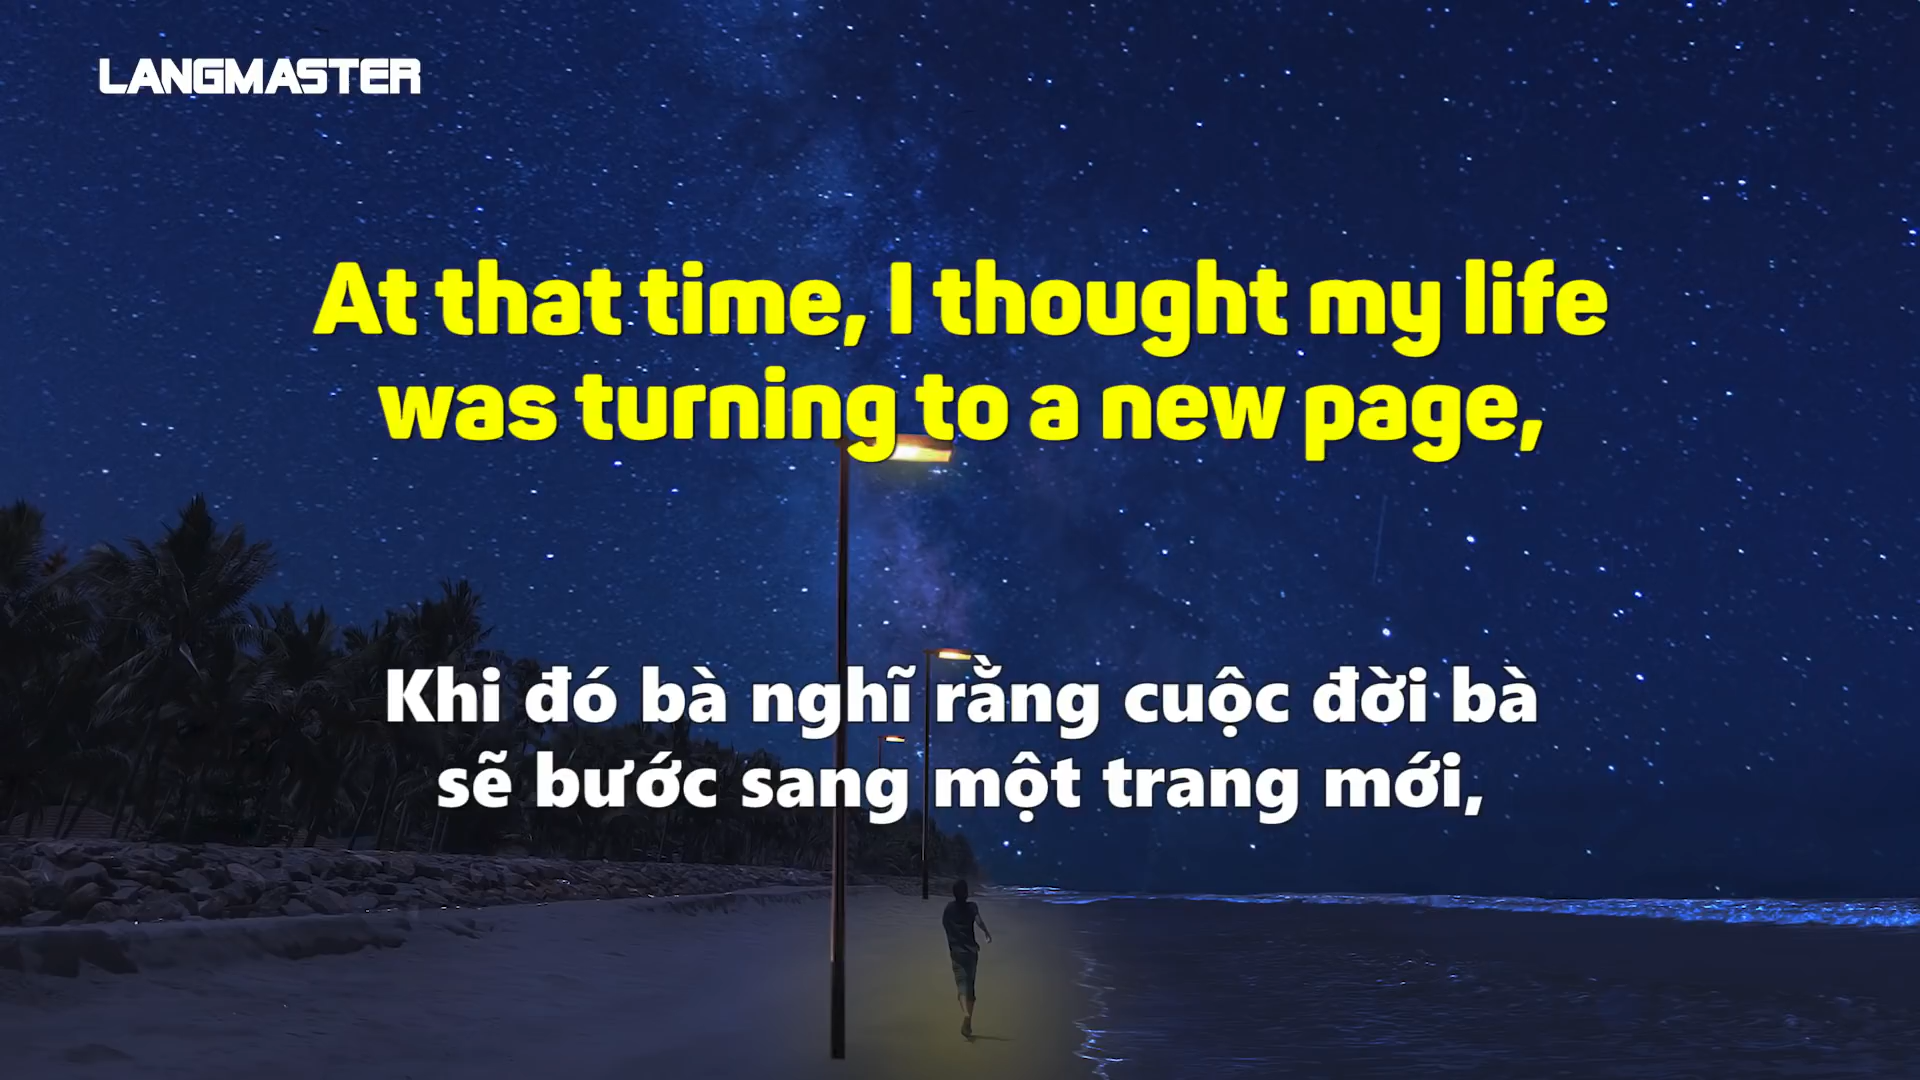 LANGMASTER
At that time, I thought my life
was turning to a new page,
Khi đó bà nghĩ rằng cuộc đời bà
sẽ bước sang một trang mới,